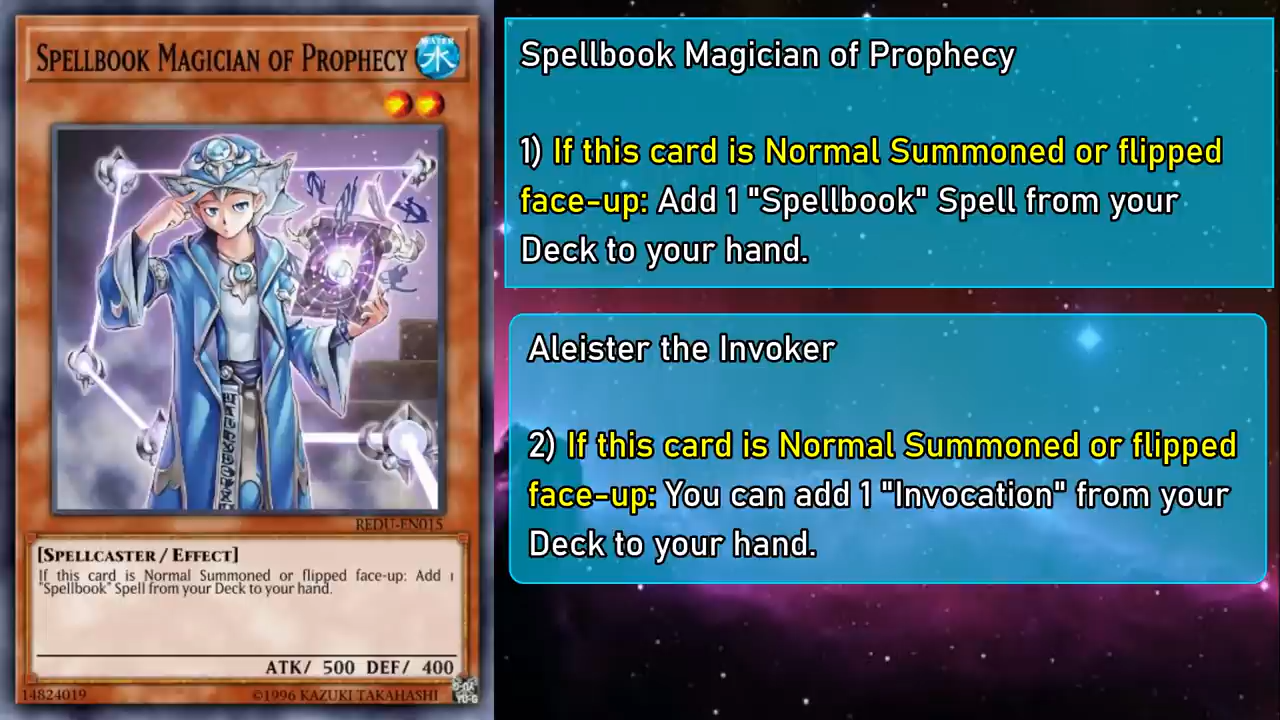 SPELLBOOK MAGICIAN OF PROPHECY
WATER
水
REDU-EN015
[SPELLCASTER / EFFECT]
If this card is Normal Summoned or flipped face-up: Add 1
"Spellbook" Spell from your Deck to your hand.
ATK/ 500 DEF/ 400
14824019
©1996 KAZUKI TAKAHASHI
Spellbook Magician of Prophecy
1) If this card is Normal Summoned or flipped
face-up: Add 1 "Spellbook" Spell from your
Deck to your hand.
Aleister the Invoker
2) If this card is Normal Summoned or flipped
face-up: You can add 1 "Invocation" from your
Deck to your hand.